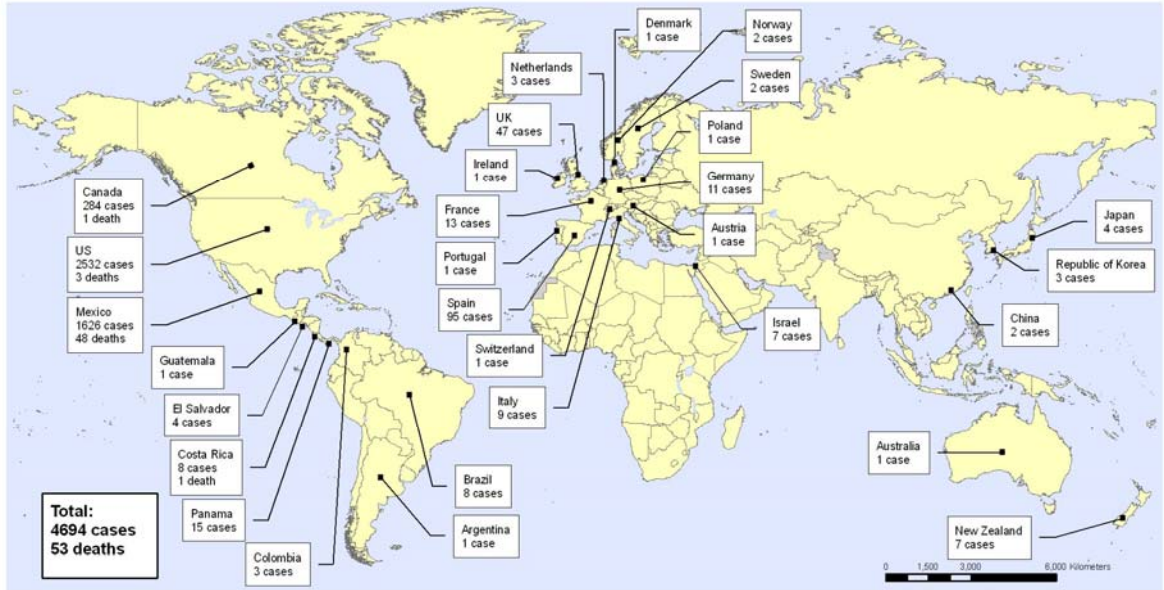 Denmark
1 case
Norway
2 cases
Netherlands
3 cases
Sweden
2 cases
UK
47 cases
Poland
1 case
Ireland
1 case
Germany
11 cases
Canada
284 cases
1 death
France
13 cases
Austria
1 case
Japan
4 cases
US
2532 cases
3 deaths
Portugal
1 case
Republic of Korea
3 cases
Mexico
1626 cases
48 deaths
Spain
95 cases
Israel
7 cases
China
2 cases
Guatemala
1 case
Switzerland
1 case
El Salvador
4 cases
Italy
9 cases
Costa Rica
8 cases
1 death
Australia
1 case
Brazil
8 cases
Panama
15 cases
Argentina
1 case
New Zealand
7 cases
Colombia
3 cases
Total:
4694 cases
53 deaths
0 1,500 3,000 6,000 Kilometers